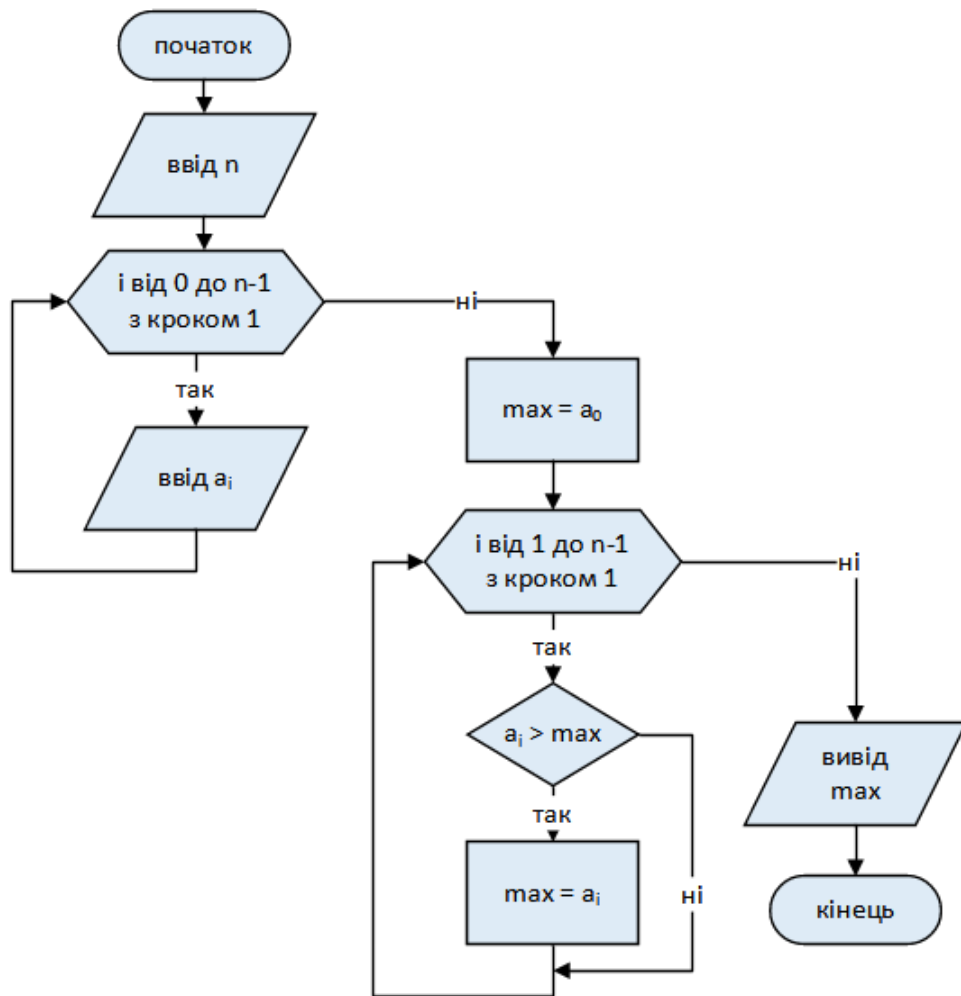 початок
ввід n
і від 0 до n-1
з кроком 1
ні
так
ввід aᵢ
max = a₀
і від 1 до n-1
з кроком 1
ні
так
aᵢ > max
так
ні
max = aᵢ
вивід
max
кінець